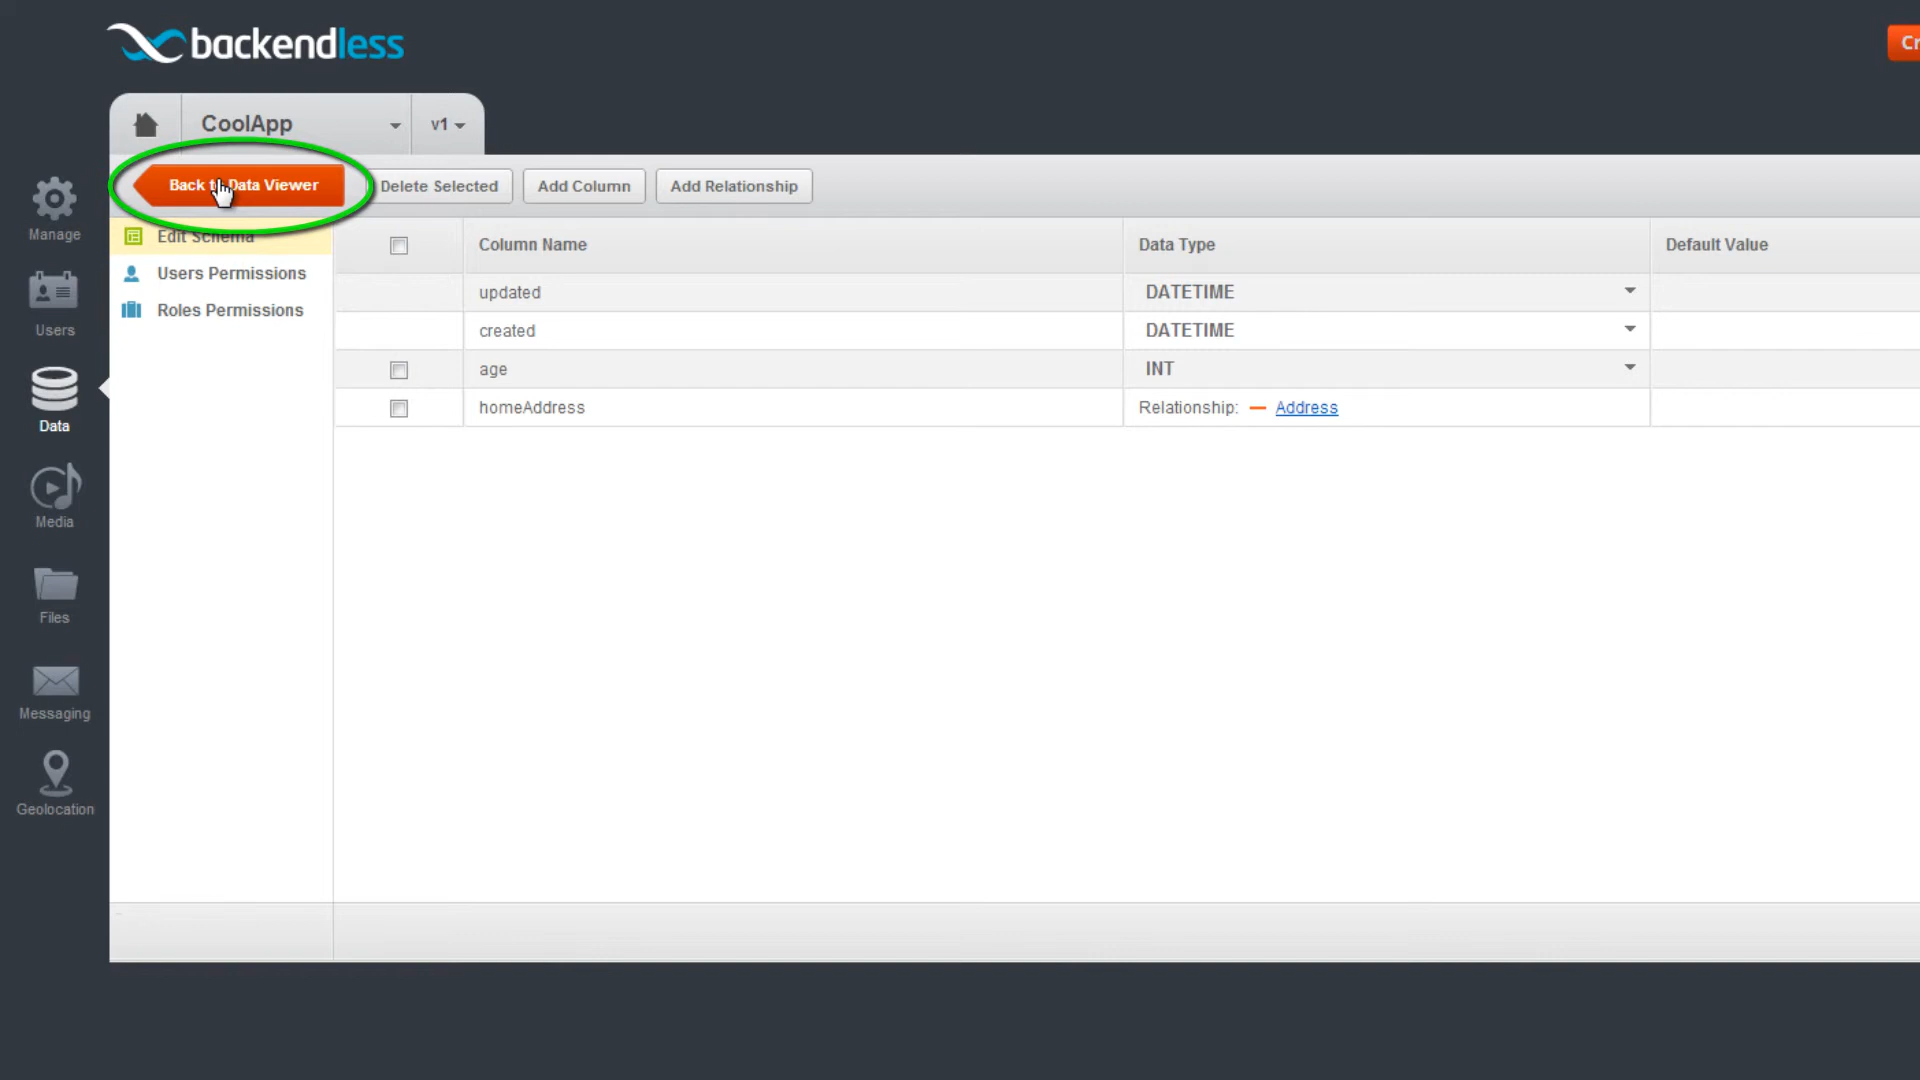 backendless
Cr
CoolApp
v1
Back to Data Viewer
Delete Selected
Add Column
Add Relationship
Manage
Users
Data
Media
Files
Messaging
Geolocation
Edit Schema
Users Permissions
Roles Permissions
Column Name
Data Type
Default Value
updated
DATETIME
created
DATETIME
age
INT
homeAddress
Relationship: Address